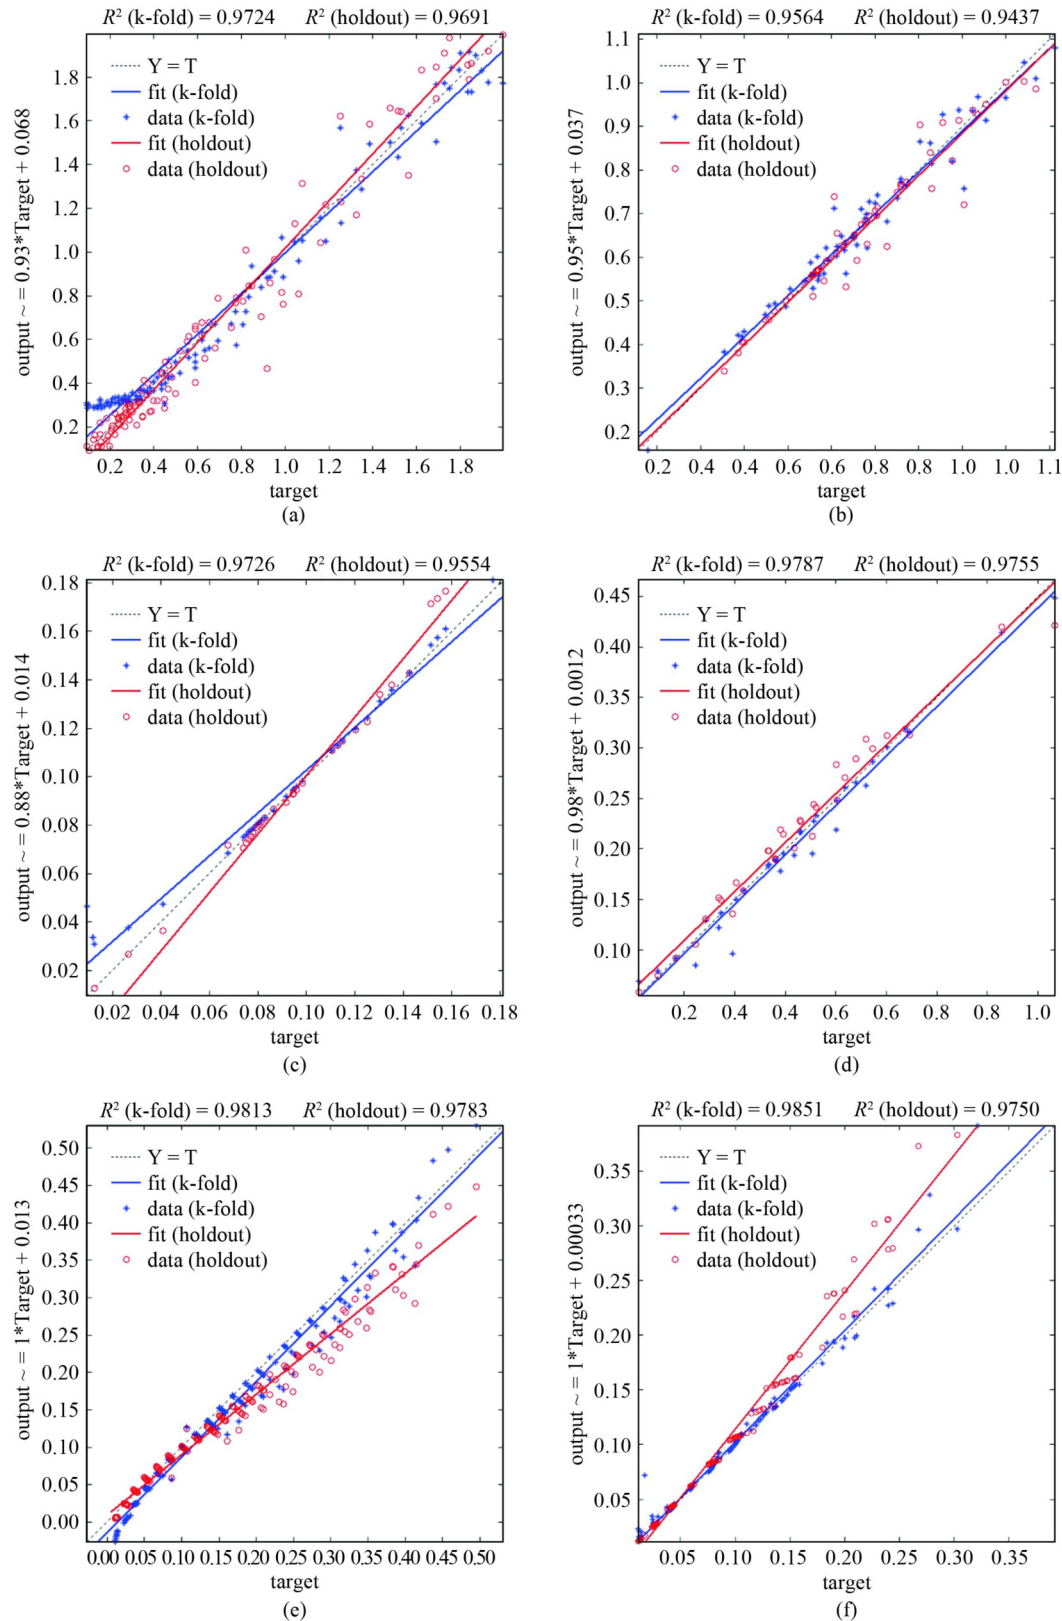 R² (k-fold) = 0.9724 R² (holdout) = 0.9691
output ~ = 0.93*Target + 0.068
1.8
1.6
1.4
1.2
1.0
0.8
0.6
0.4
0.2
Y = T
fit (k-fold)
data (k-fold)
fit (holdout)
data (holdout)
0.2 0.4 0.6 0.8 1.0 1.2 1.4 1.6 1.8
target
(a)
R² (k-fold) = 0.9564 R² (holdout) = 0.9437
output ~ = 0.95*Target + 0.037
1.1
1.0
0.9
0.8
0.7
0.6
0.5
0.4
0.3
0.2
Y = T
fit (k-fold)
data (k-fold)
fit (holdout)
data (holdout)
0.2 0.4 0.4 0.6 0.6 0.8 0.8 1.0 1.0 1.1
target
(b)
R² (k-fold) = 0.9726 R² (holdout) = 0.9554
output ~ = 0.88*Target + 0.014
0.18
0.16
0.14
0.12
0.10
0.08
0.06
0.04
0.02
Y = T
fit (k-fold)
data (k-fold)
fit (holdout)
data (holdout)
0.02 0.04 0.06 0.08 0.10 0.12 0.14 0.16 0.18
target
(c)
R² (k-fold) = 0.9787 R² (holdout) = 0.9755
output ~ = 0.98*Target + 0.0012
0.45
0.40
0.35
0.30
0.25
0.20
0.15
0.10
Y = T
fit (k-fold)
data (k-fold)
fit (holdout)
data (holdout)
0.2 0.4 0.4 0.6 0.6 0.8 0.8 1.0
target
(d)
R² (k-fold) = 0.9813 R² (holdout) = 0.9783
output ~ = 1*Target + 0.013
0.50
0.45
0.40
0.35
0.30
0.25
0.20
0.15
0.10
0.05
0.00
Y = T
fit (k-fold)
data (k-fold)
fit (holdout)
data (holdout)
0.00 0.05 0.10 0.15 0.20 0.25 0.30 0.35 0.40 0.45 0.50
target
(e)
R² (k-fold) = 0.9851 R² (holdout) = 0.9750
output ~ = 1*Target + 0.00033
0.35
0.30
0.25
0.20
0.15
0.10
0.05
Y = T
fit (k-fold)
data (k-fold)
fit (holdout)
data (holdout)
0.05 0.10 0.15 0.20 0.25 0.30 0.35
target
(f)